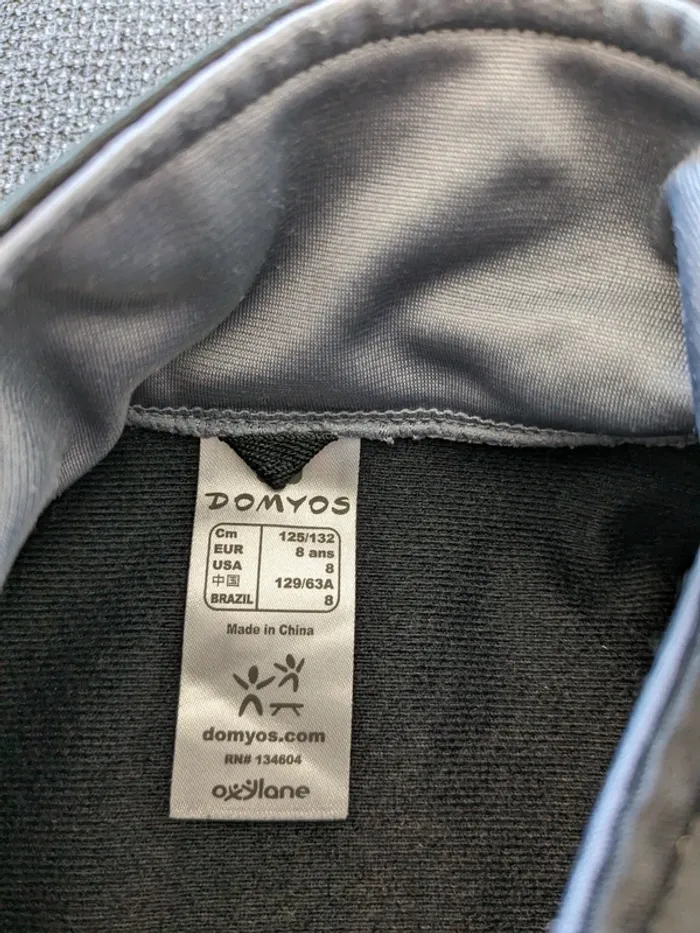 DOMYOS
Cm 125/132
EUR 8 ans
USA 8
中国 129/63A
BRAZIL 8
Made in China
domyos.com
RN# 134604
oxylane